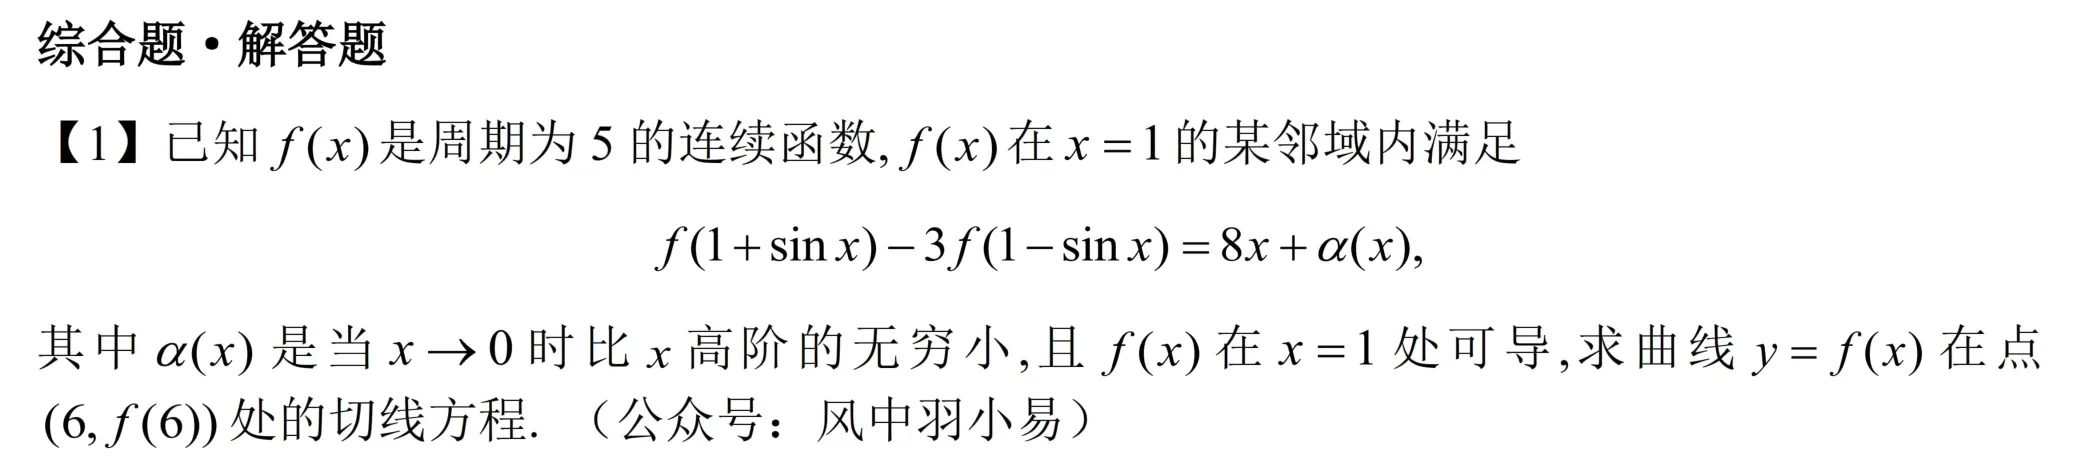 综合题·解答题
【1】已知 f(x)是周期为 5 的连续函数, f(x)在 x=1的某邻域内满足
f(1+sin x)−3f(1−sin x)=8x+α(x),
其中 α(x) 是当 x→0时比 x 高阶的无穷小,且 f(x)在 x=1 处可导,求曲线 y=f(x)在点
(6, f(6))处的切线方程. （公众号：风中羽小易）